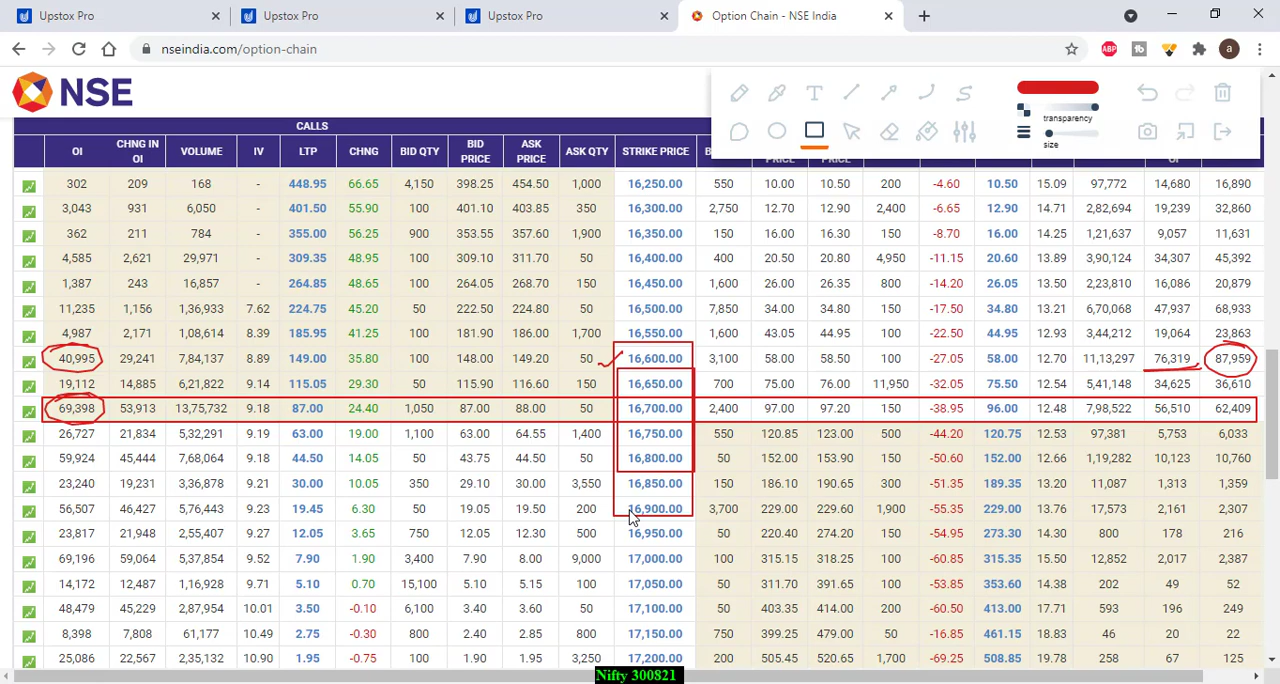 Upstox Pro Upstox Pro Upstox Pro Option Chain - NSE India
nseindia.com/option-chain ABP tb a
NSE
transparency
size
CALLS
OI CHNG IN OI VOLUME IV LTP CHNG BID QTY BID PRICE ASK PRICE ASK QTY STRIKE PRICE B PRICE PRICE OI
302 209 168 - 448.95 66.65 4,150 398.25 454.50 1,000 16,250.00 550 10.00 10.50 200 -4.60 10.50 15.09 97,772 14,680 16,890
3,043 931 6,050 - 401.50 55.90 100 401.10 403.85 350 16,300.00 2,750 12.70 12.90 2,400 -6.65 12.90 14.71 2,82,694 19,239 32,860
362 211 784 - 355.00 56.25 900 353.55 357.60 1,900 16,350.00 150 16.00 16.30 150 -8.70 16.00 14.25 1,21,637 9,057 11,631
4,585 2,621 29,971 - 309.35 48.95 100 309.10 311.70 50 16,400.00 400 20.50 20.80 4,950 -11.15 20.60 13.89 3,90,124 34,307 45,392
1,387 243 16,857 - 264.85 48.65 100 264.05 268.70 150 16,450.00 1,600 26.00 26.35 800 -14.20 26.05 13.50 2,23,810 16,086 20,879
11,235 1,156 1,36,933 7.62 224.75 45.20 50 222.50 224.80 50 16,500.00 7,850 34.00 34.80 150 -17.50 34.80 13.21 6,70,068 47,937 68,933
4,987 2,171 1,08,614 8.39 185.95 41.25 100 181.90 186.00 1,700 16,550.00 1,600 43.05 44.95 100 -22.50 44.95 12.93 3,44,212 19,064 23,863
40,995 29,241 7,84,137 8.89 149.00 35.80 100 148.00 149.20 50 16,600.00 3,100 58.00 58.50 100 -27.05 58.00 12.70 11,13,297 76,319 87,959
19,112 14,885 6,21,822 9.14 115.05 29.30 50 115.90 116.60 150 16,650.00 700 75.00 76.00 11,950 -32.05 75.50 12.54 5,41,148 34,625 36,610
69,398 53,913 13,75,732 9.18 87.00 24.40 1,050 87.00 88.00 50 16,700.00 2,400 97.00 97.20 150 -38.95 96.00 12.48 7,98,522 56,510 62,409
26,727 21,834 5,32,291 9.19 63.00 19.00 1,100 63.00 64.55 1,400 16,750.00 550 120.85 123.00 500 -44.20 120.75 12.53 97,381 5,753 6,033
59,924 45,444 7,68,064 9.18 44.50 14.05 350 43.75 44.50 50 16,800.00 50 152.00 153.90 150 -50.60 152.00 12.66 1,19,282 10,123 10,760
23,240 19,231 3,36,878 9.21 30.00 10.05 350 29.10 30.00 3,550 16,850.00 150 186.10 190.65 300 -51.35 189.35 13.20 11,087 1,313 1,359
56,507 46,427 5,76,443 9.23 19.45 6.30 50 19.05 19.50 200 16,900.00 3,700 229.00 229.60 1,900 -55.35 229.00 13.76 17,573 2,161 2,307
23,817 21,948 2,55,407 9.27 12.05 3.65 750 12.05 12.30 500 16,950.00 50 220.40 274.20 150 -54.95 273.30 14.30 800 178 216
69,196 59,064 5,37,854 9.52 7.90 1.90 3,400 7.90 8.00 9,000 17,000.00 100 315.15 318.25 100 -60.85 315.35 15.50 12,852 2,017 2,387
14,172 12,487 1,16,928 9.71 5.10 0.70 15,100 5.10 5.15 100 17,050.00 50 311.70 391.65 100 -53.85 353.60 14.38 202 49 52
48,479 45,229 2,87,954 10.01 3.50 -0.10 6,100 3.40 3.60 50 17,100.00 50 403.35 414.00 200 -60.50 413.00 17.71 593 196 249
8,398 7,808 61,177 10.49 2.75 -0.30 800 2.40 2.85 800 17,150.00 750 399.25 479.00 50 -16.85 461.15 18.83 46 20 22
25,086 22,567 2,35,132 10.90 1.95 -0.75 100 1.90 1.95 3,250 17,200.00 200 505.45 520.65 1,700 -69.25 508.85 19.78 258 67 125
Nifty 300821